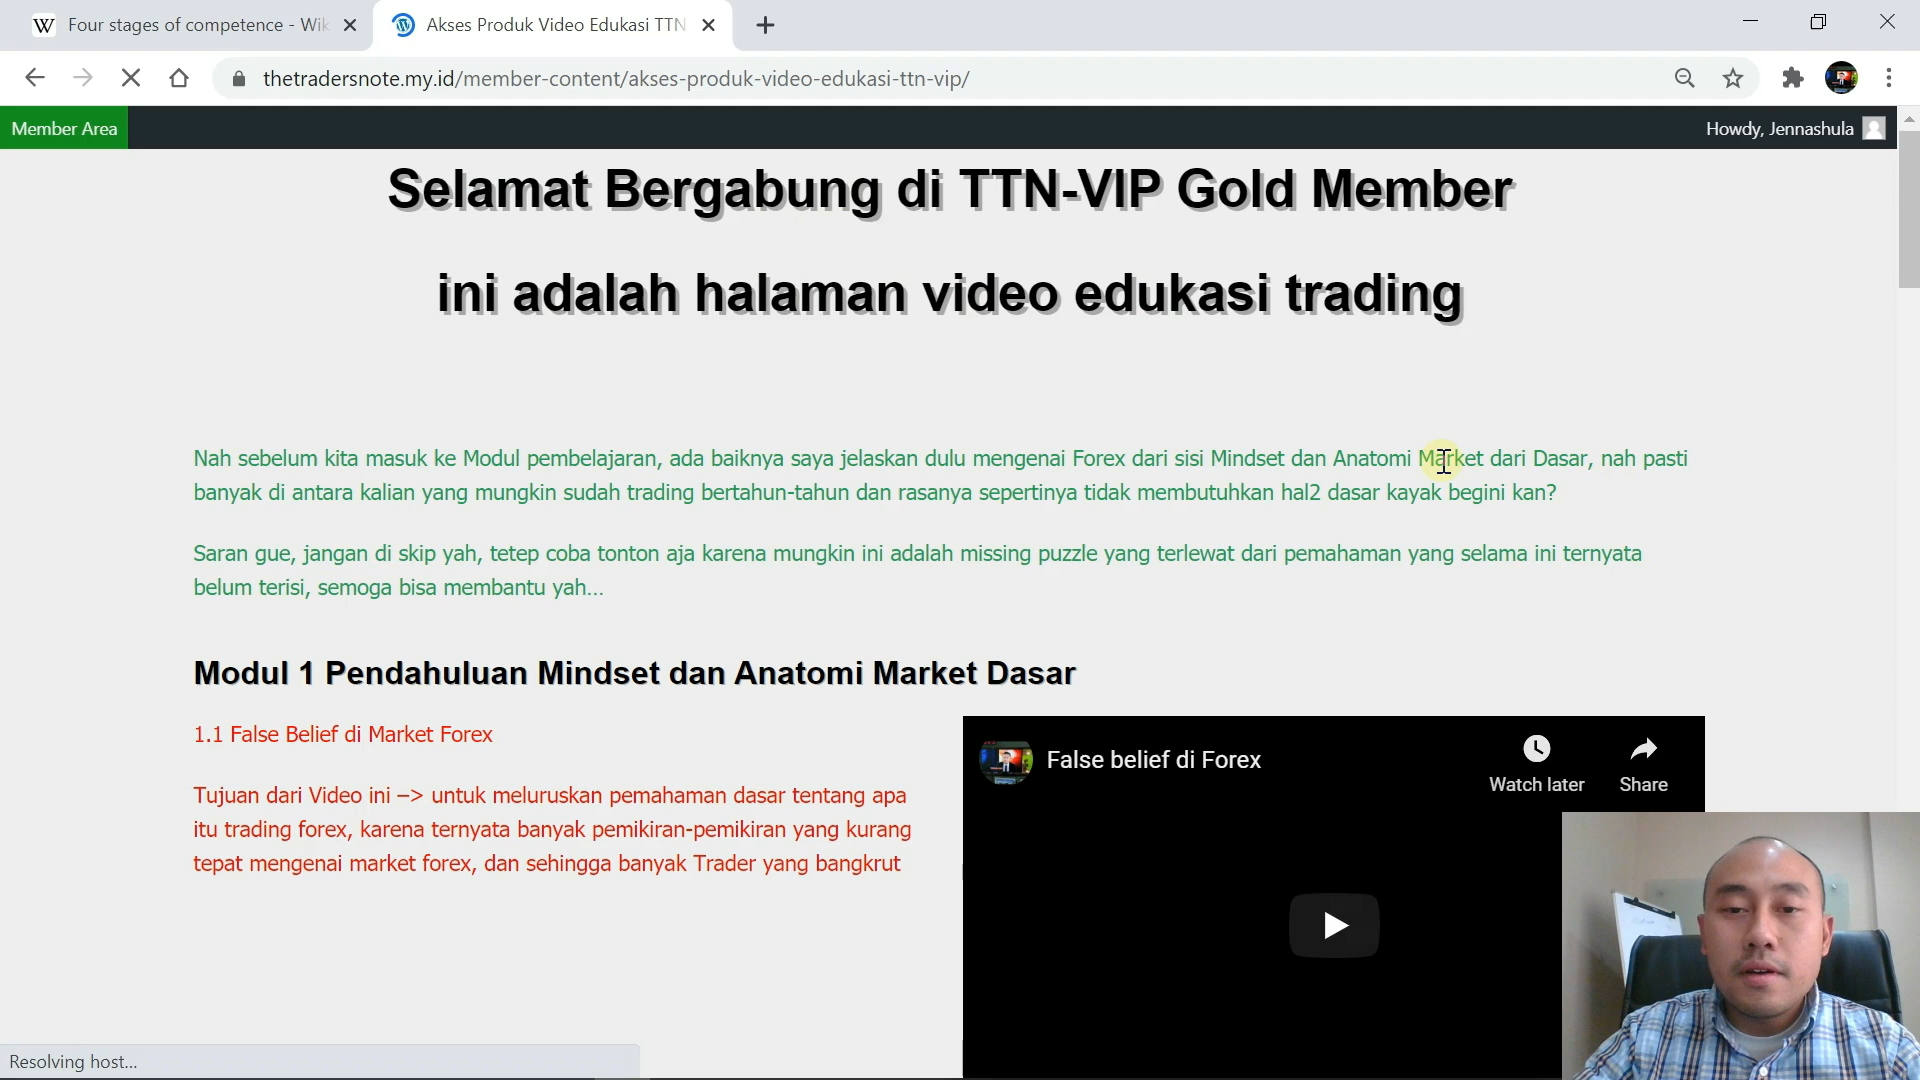 Four stages of competence - Wik
Akses Produk Video Edukasi TTN
thetradersnote.my.id/member-content/akses-produk-video-edukasi-ttn-vip/
Member Area
Howdy, Jennashula
Selamat Bergabung di TTN-VIP Gold Member
ini adalah halaman video edukasi trading
Nah sebelum kita masuk ke Modul pembelajaran, ada baiknya saya jelaskan dulu mengenai Forex dari sisi Mindset dan Anatomi Market dari Dasar, nah pasti
banyak di antara kalian yang mungkin sudah trading bertahun-tahun dan rasanya sepertinya tidak membutuhkan hal2 dasar kayak begini kan?
Saran gue, jangan di skip yah, tetep coba tonton aja karena mungkin ini adalah missing puzzle yang terlewat dari pemahaman yang selama ini ternyata
belum terisi, semoga bisa membantu yah...
Modul 1 Pendahuluan Mindset dan Anatomi Market Dasar
1.1 False Belief di Market Forex
Tujuan dari Video ini –> untuk meluruskan pemahaman dasar tentang apa
itu trading forex, karena ternyata banyak pemikiran-pemikiran yang kurang
tepat mengenai market forex, dan sehingga banyak Trader yang bangkrut
False belief di Forex
Watch later
Share
Resolving host...